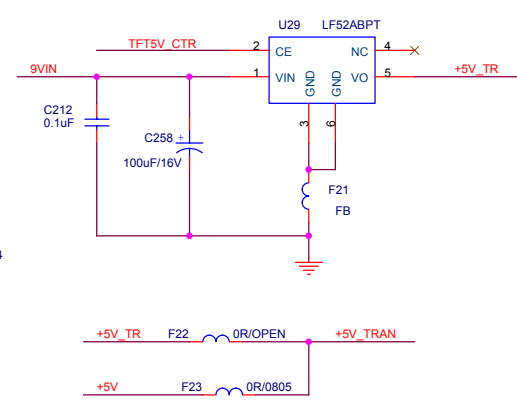 U29 LF52ABPT
TFT5V_CTR 2 CE NC 4
9VIN 1 VIN GND GND VO 5 +5V_TR
3 6
C212
0.1uF
C258 +
100uF/16V
F21
FB
4
+5V_TR F22 0R/OPEN +5V_TRAN
+5V F23 0R/0805